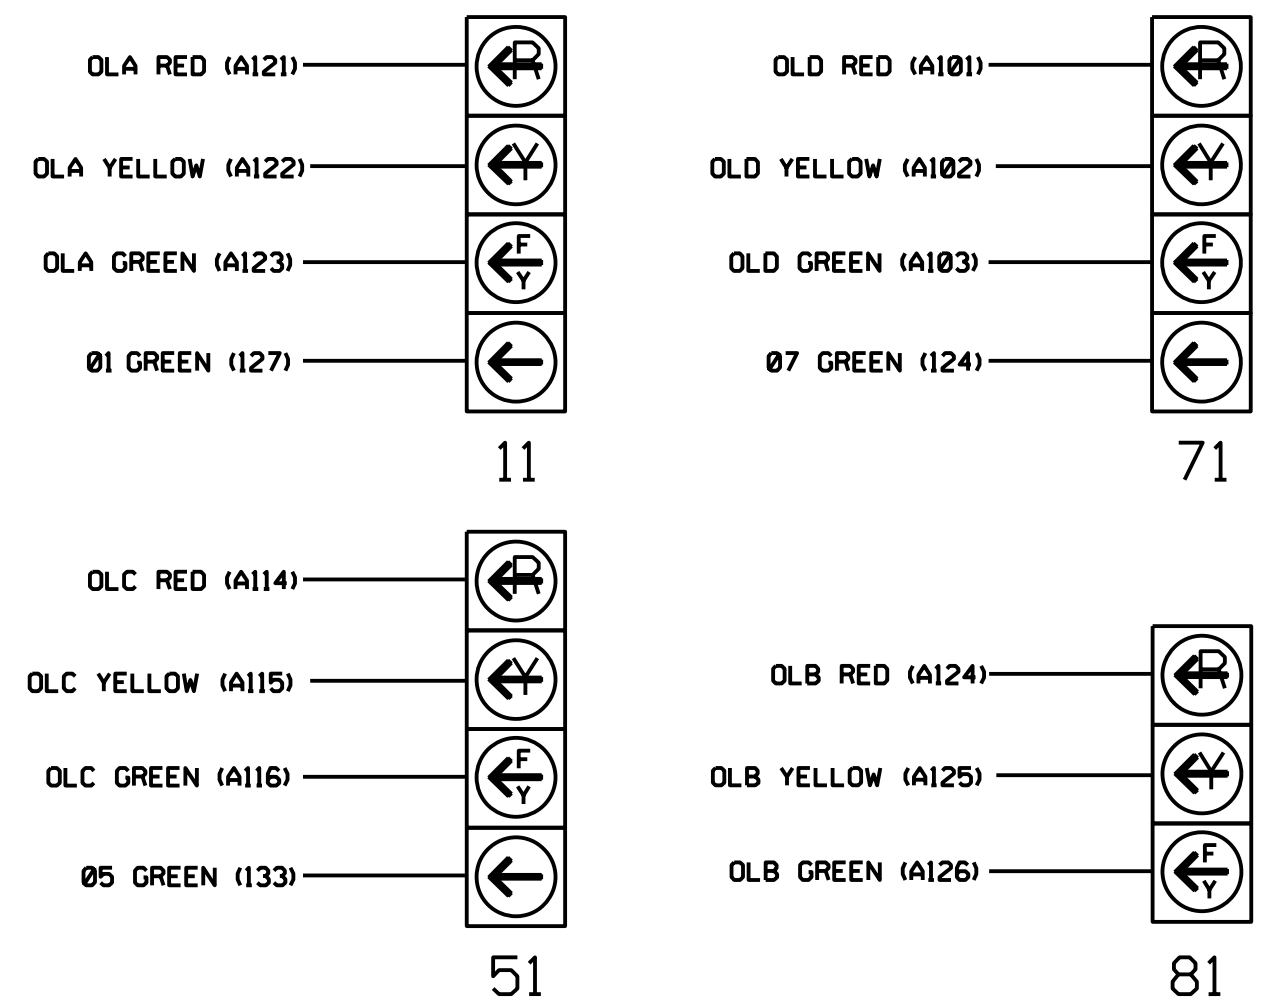 OLA RED (A121)
R
OLA YELLOW (A122)
Y
OLA GREEN (A123)
F
Y
01 GREEN (127)
11
OLD RED (A101)
R
OLD YELLOW (A102)
Y
OLD GREEN (A103)
F
Y
07 GREEN (124)
71
OLC RED (A114)
R
OLC YELLOW (A115)
Y
OLC GREEN (A116)
F
Y
05 GREEN (133)
51
OLB RED (A124)
R
OLB YELLOW (A125)
Y
OLB GREEN (A126)
F
Y
81